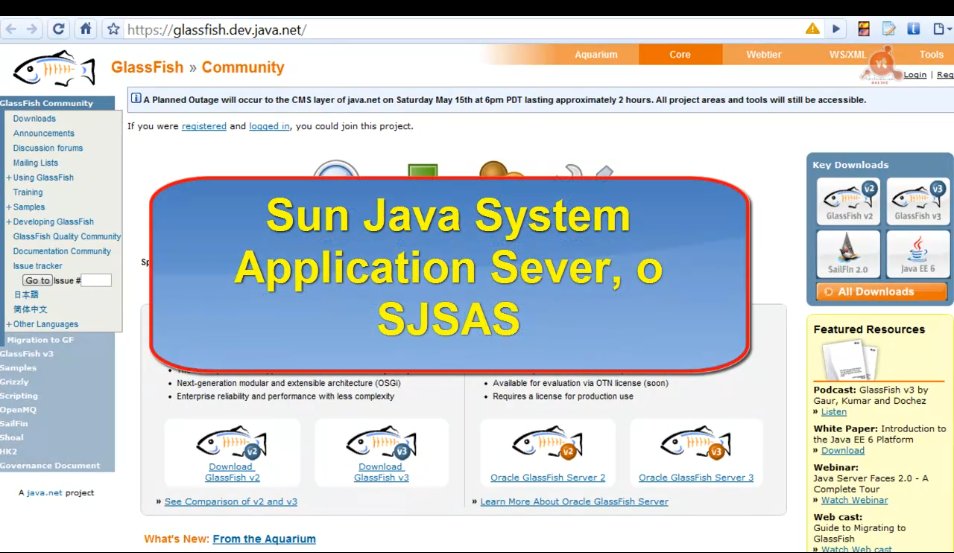 https://glassfish.dev.java.net/
GlassFish » Community
Aquarium Core Webtier WS/XML Tools
Login | Reg
GlassFish Community
Downloads
Announcements
Discussion forums
Mailing Lists
+Using GlassFish
Training
+Samples
+Developing GlassFish
GlassFish Quality Community
Documentation Community
Issue tracker
Go to Issue #
日本語
简体中文
+Other Languages
Migration to GF
GlassFish v3
Samples
Grizzly
Scripting
OpenMQ
SailFin
Shoal
HK2
Governance Document
A java.net project
A Planned Outage will occur to the CMS layer of java.net on Saturday May 15th at 6pm PDT lasting approximately 2 hours. All project areas and tools will still be accessible.
If you were registered and logged in, you could join this project.
Sun Java System
Application Sever, o
SJSAS
• Next-generation modular and extensible architecture (OSGi)
• Enterprise reliability and performance with less complexity
v2
Download
GlassFish v2
v3
Download
GlassFish v3
» See Comparison of v2 and v3
• Available for evaluation via OTN license (soon)
• Requires a license for production use
v2
Oracle GlassFish Server 2
v3
Oracle GlassFish Server 3
» Learn More About Oracle GlassFish Server
What's New: From the Aquarium
Key Downloads
v2
GlassFish v2
v3
GlassFish v3
SailFin 2.0
Java EE 6
All Downloads
Featured Resources
Podcast: GlassFish v3 by
Gaur, Kumar and Dochez
» Listen
White Paper: Introduction to
the Java EE 6 Platform
» Download
Webinar:
Java Server Faces 2.0 - A
Complete Tour
» Watch Webinar
Web cast:
Guide to Migrating to
GlassFish
» Watch Web cast